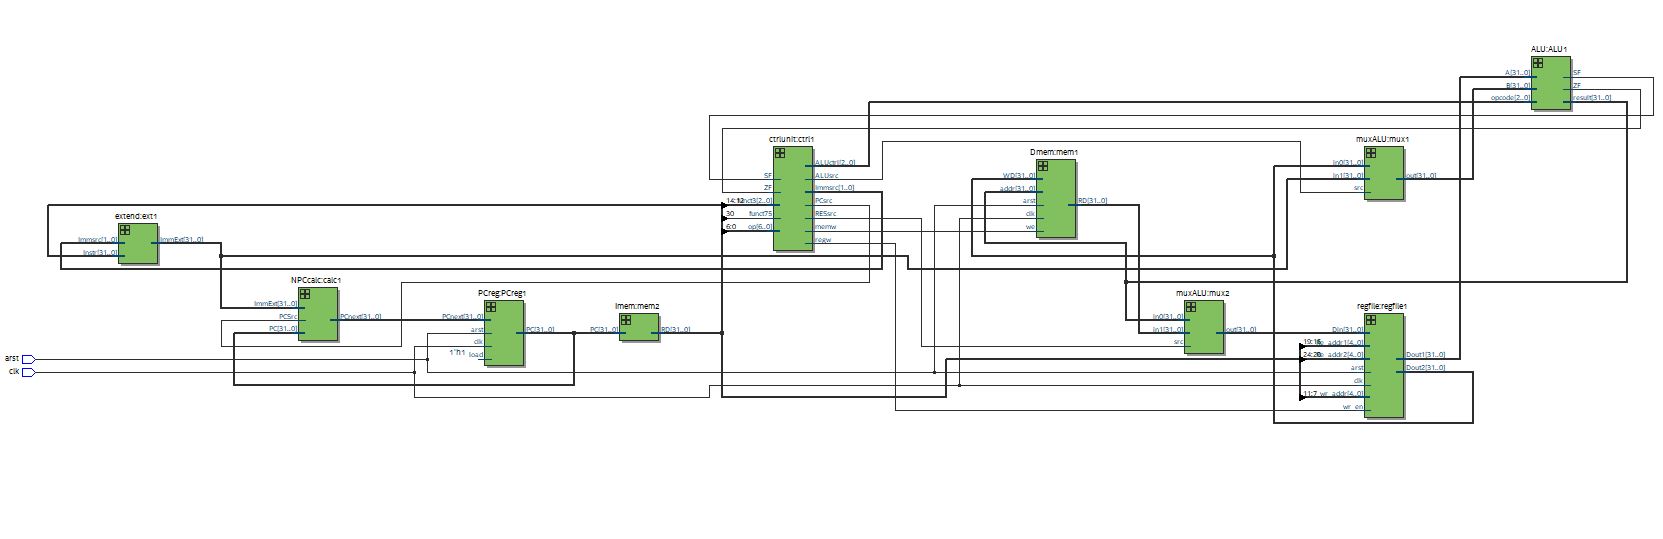 ALU:ALU1
A[31..0]
B[31..0]
opcode[2..0]
SF
ZF
result[31..0]
ctrlunit:ctrl1
SF
ZF
14:12 funct3[2..0]
30 funct75
6:0 op[6..0]
ALUctrl[2..0]
ALUsrc
Immsrc[1..0]
PCsrc
RESsrc
memw
regw
Dmem:mem1
WD[31..0]
addr[31..0]
arst
clk
we
RD[31..0]
muxALU:mux1
in0[31..0]
in1[31..0]
src
out[31..0]
extend:ext1
Immsrc[1..0]
Instr[31..0]
ImmExt[31..0]
NPCcalc:calc1
ImmExt[31..0]
PCSrc
PC[31..0]
PCnext[31..0]
PCreg:PCreg1
PCnext[31..0]
arst
clk
1'h1 load
PC[31..0]
Imem:mem2
PC[31..0]
RD[31..0]
muxALU:mux2
in0[31..0]
in1[31..0]
src
out[31..0]
regfile:regfile1
Din[31..0]
19:15 addr1[4..0]
24:20 addr2[4..0]
arst
clk
11:7 wr_addr[4..0]
wr_en
Dout1[31..0]
Dout2[31..0]
arst
clk